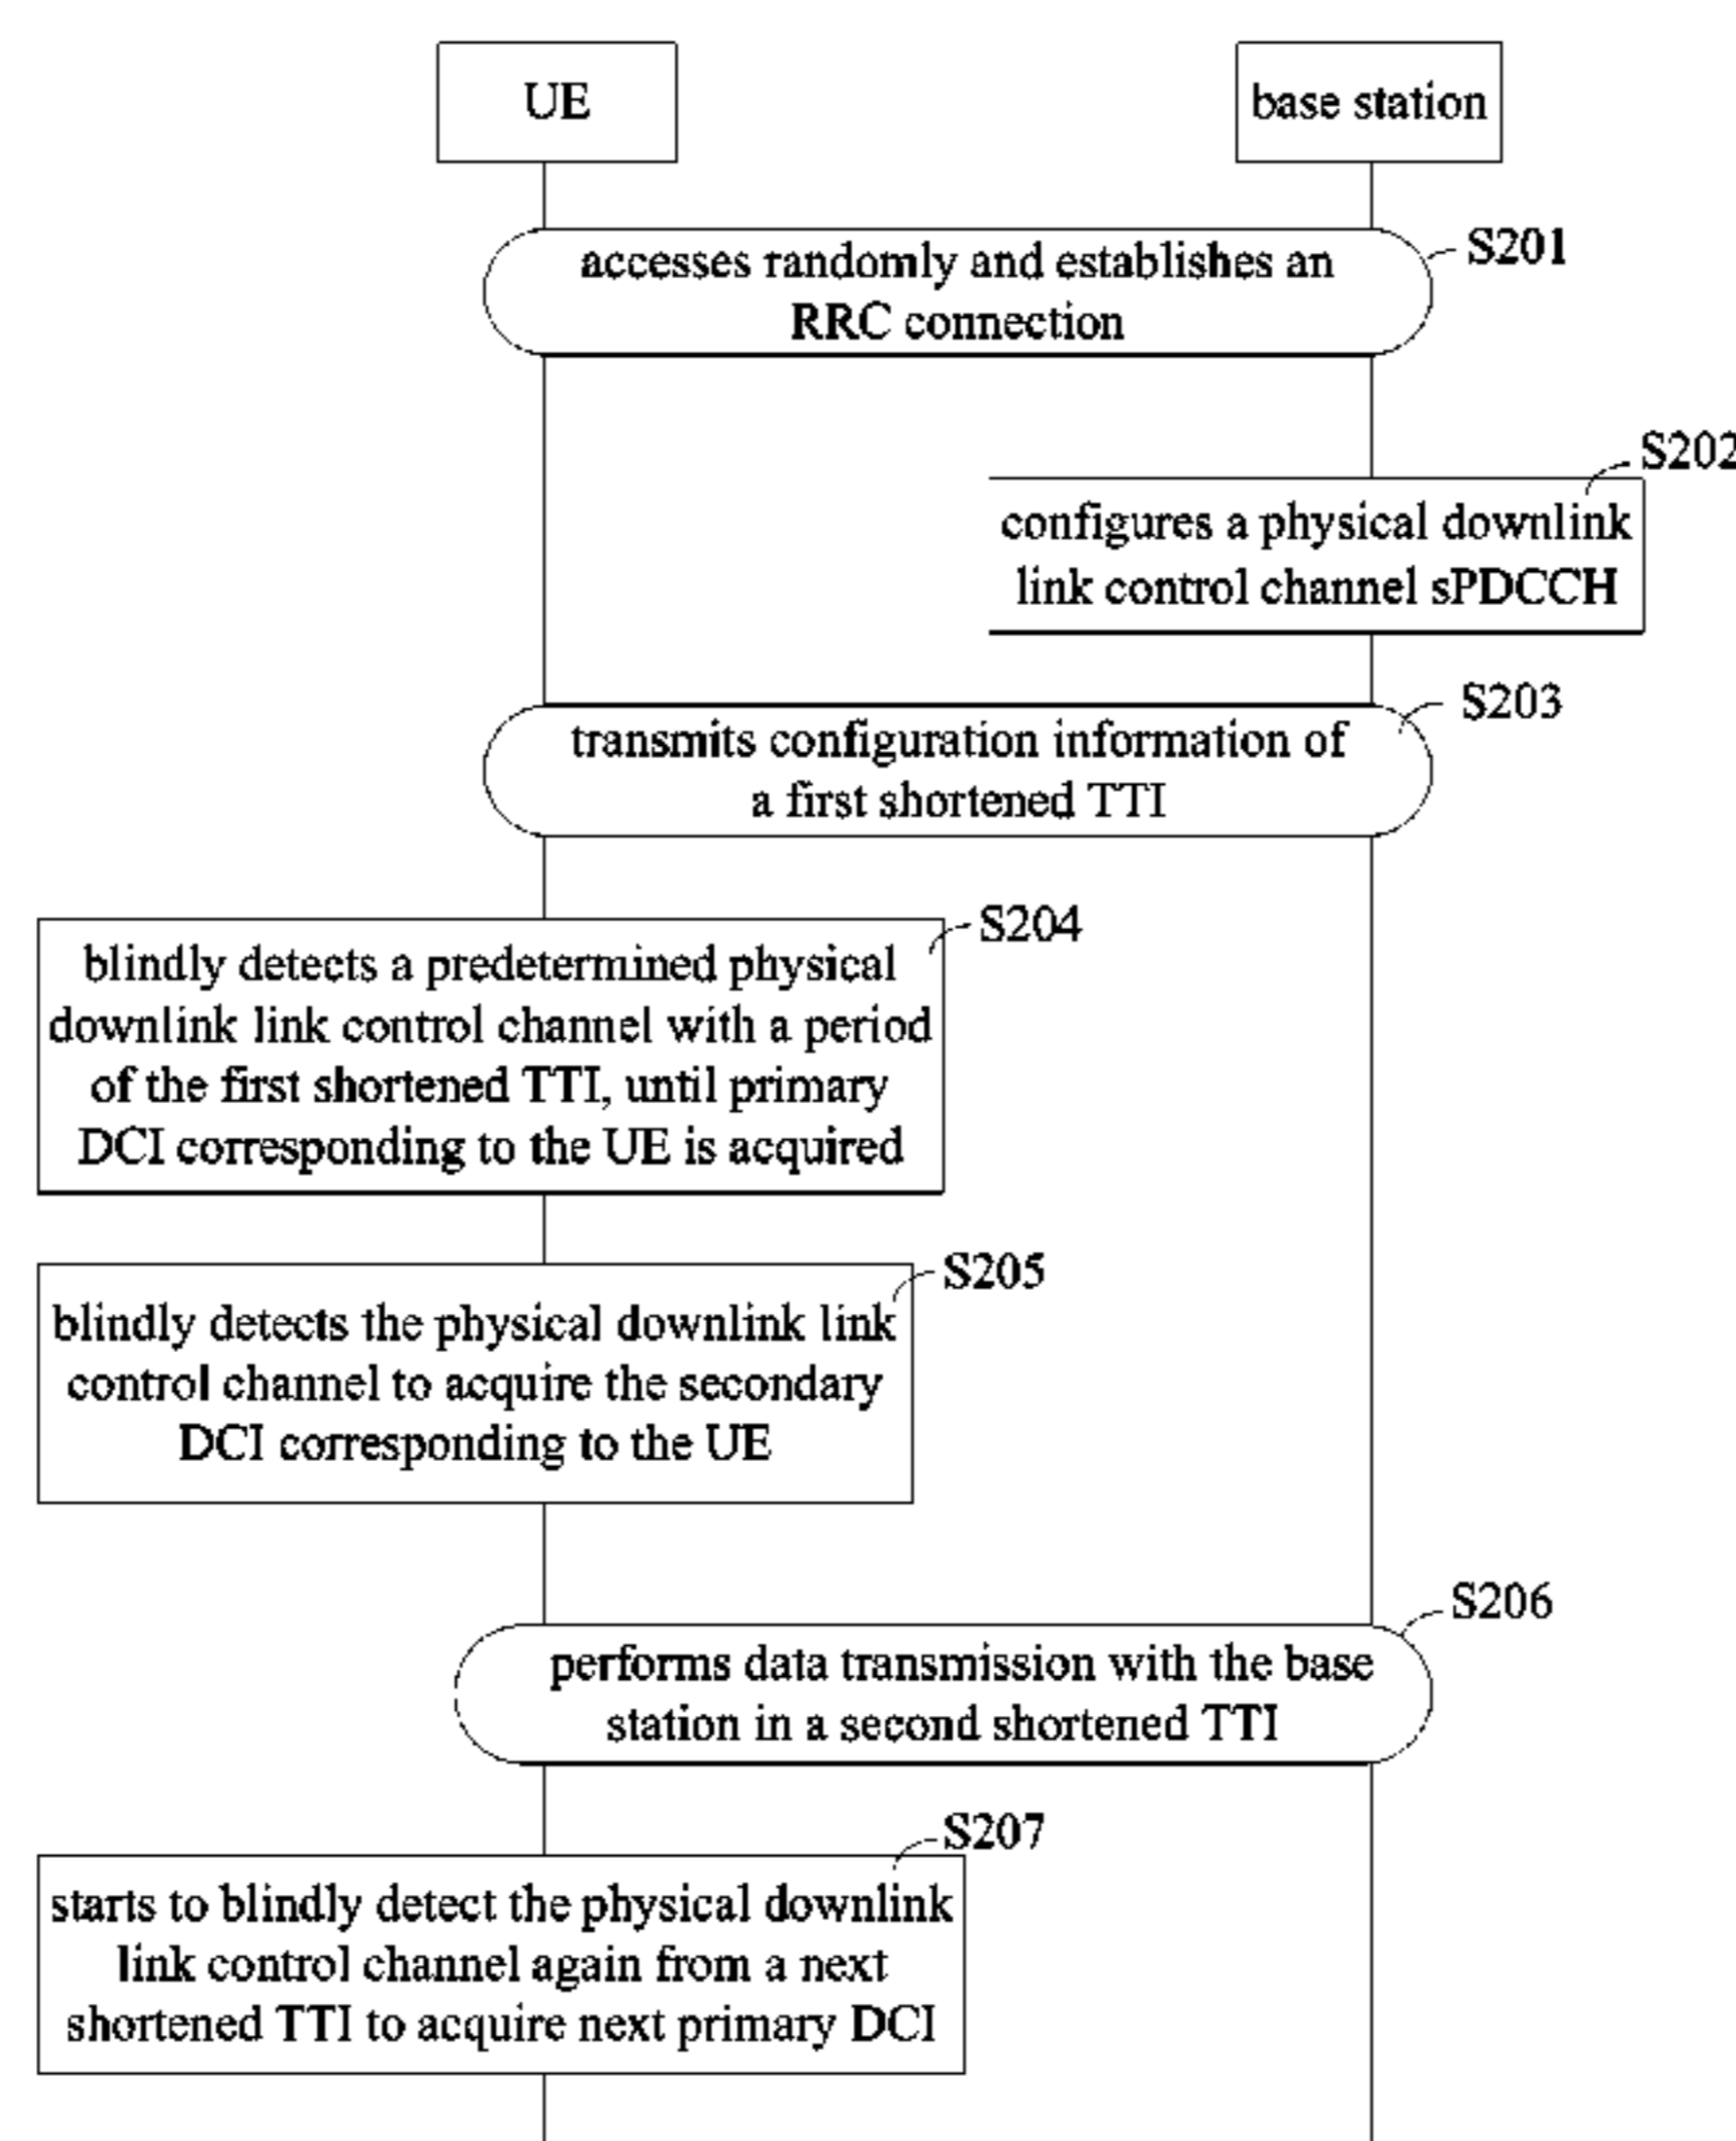 UE
base station
S201
accesses randomly and establishes an
RRC connection
S202
configures a physical downlink
link control channel sPDCCH
S203
transmits configuration information of
a first shortened TTI
S204
blindly detects a predetermined physical
downlink link control channel with a period
of the first shortened TTI, until primary
DCI corresponding to the UE is acquired
S205
blindly detects the physical downlink link
control channel to acquire the secondary
DCI corresponding to the UE
S206
performs data transmission with the base
station in a second shortened TTI
S207
starts to blindly detect the physical downlink
link control channel again from a next
shortened TTI to acquire next primary DCI